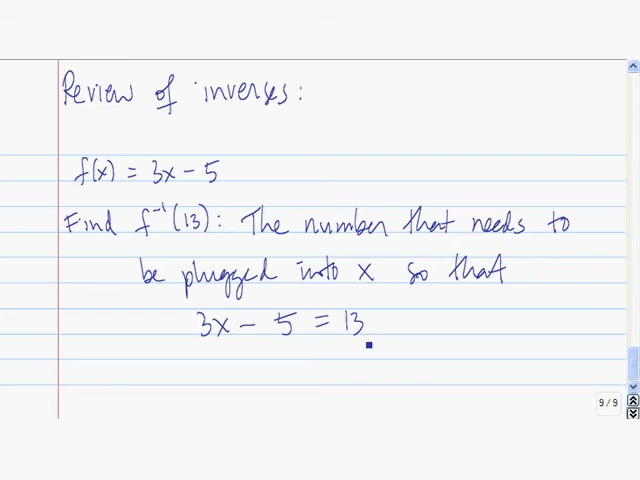 Review of inverses:
f(x) = 3x - 5
Find f⁻¹(13): The number that needs to
be plugged into x so that
3x - 5 = 13
9/9